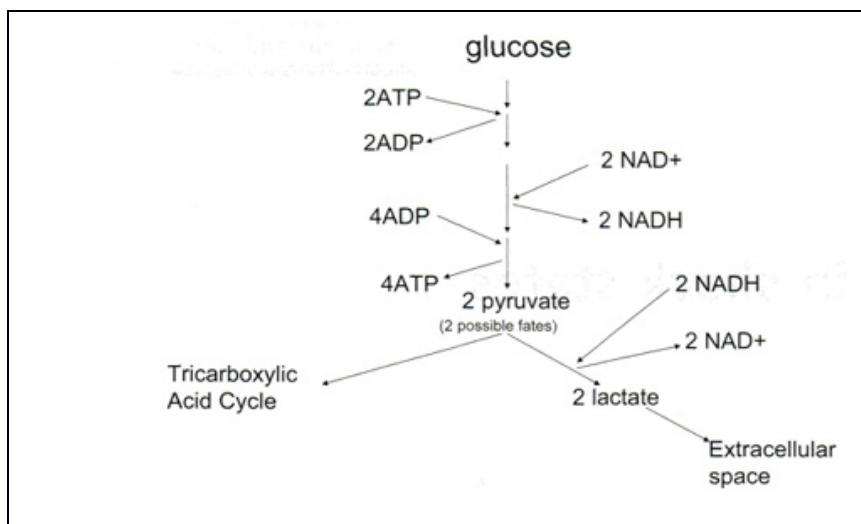 glucose
2ATP
2ADP
2 NAD+
2 NADH
4ADP
4ATP
2 pyruvate
(2 possible fates)
2 NADH
2 NAD+
Tricarboxylic
Acid Cycle
2 lactate
Extracellular
space